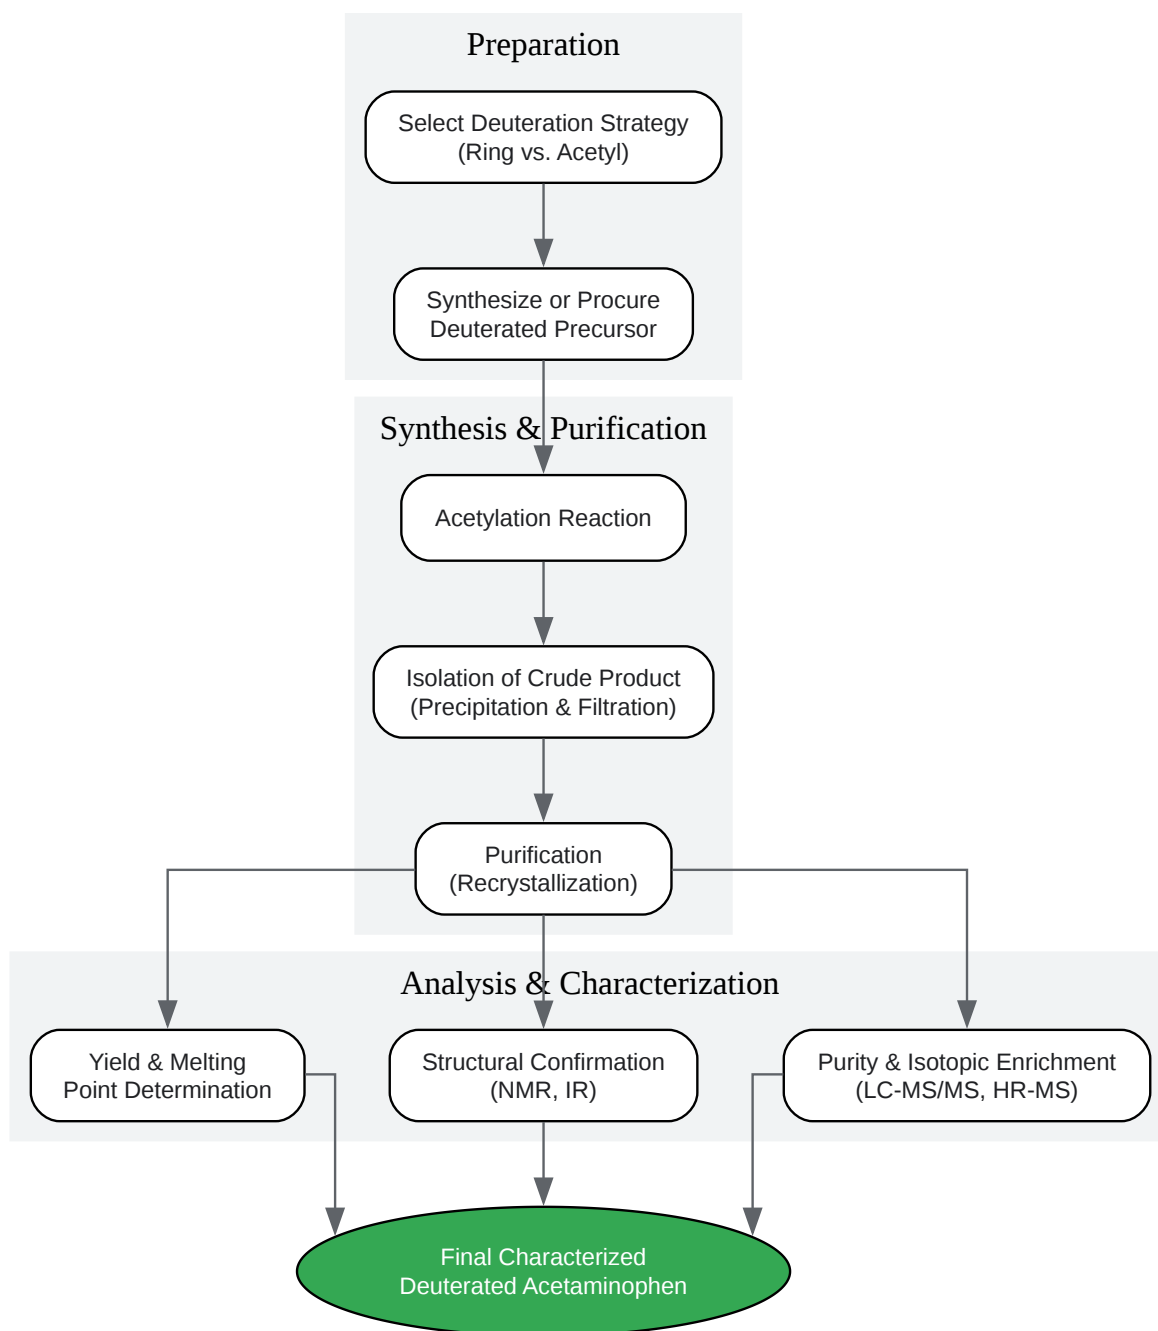 Preparation
Select Deuteration Strategy
(Ring vs. Acetyl)
Synthesize or Procure
Deuterated Precursor
Synthesis & Purification
Acetylation Reaction
Isolation of Crude Product
(Precipitation & Filtration)
Purification
(Recrystallization)
Analysis & Characterization
Yield & Melting
Point Determination
Structural Confirmation
(NMR, IR)
Purity & Isotopic Enrichment
(LC-MS/MS, HR-MS)
Final Characterized
Deuterated Acetaminophen